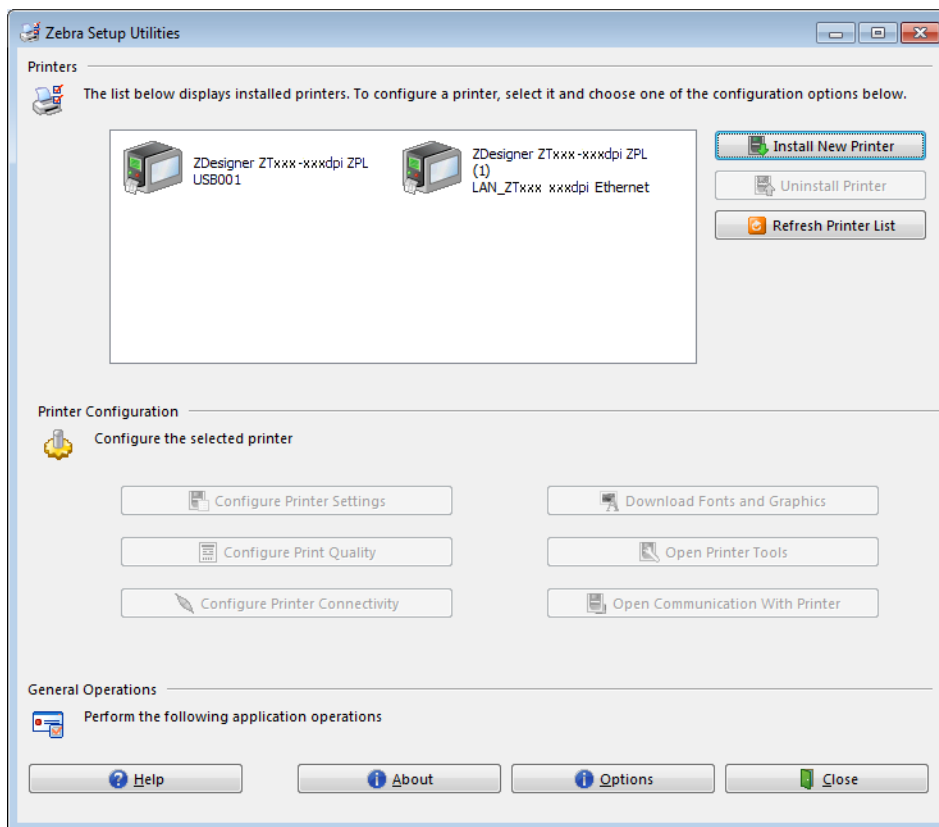 Zebra Setup Utilities
Printers
The list below displays installed printers. To configure a printer, select it and choose one of the configuration options below.
ZDesigner ZTxxx-xxxdpi ZPL
USB001
ZDesigner ZTxxx-xxxdpi ZPL
(1)
LAN_ZTxxx xxxdpi Ethernet
Install New Printer
Uninstall Printer
Refresh Printer List
Printer Configuration
Configure the selected printer
Configure Printer Settings
Download Fonts and Graphics
Configure Print Quality
Open Printer Tools
Configure Printer Connectivity
Open Communication With Printer
General Operations
Perform the following application operations
Help
About
Options
Close